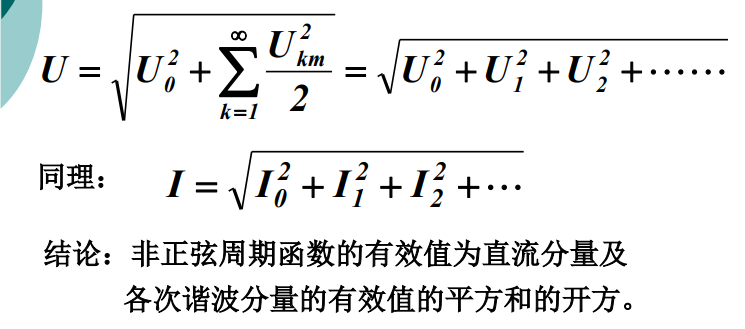 U = √(U₀² + ∑_{k=1}^{∞} U_{km}²/2) = √(U₀² + U₁² + U₂² + ⋯⋯)
同理： I = √(I₀² + I₁² + I₂² + ⋯)
结论：非正弦周期函数的有效值为直流分量及
各次谐波分量的有效值的平方和的开方。